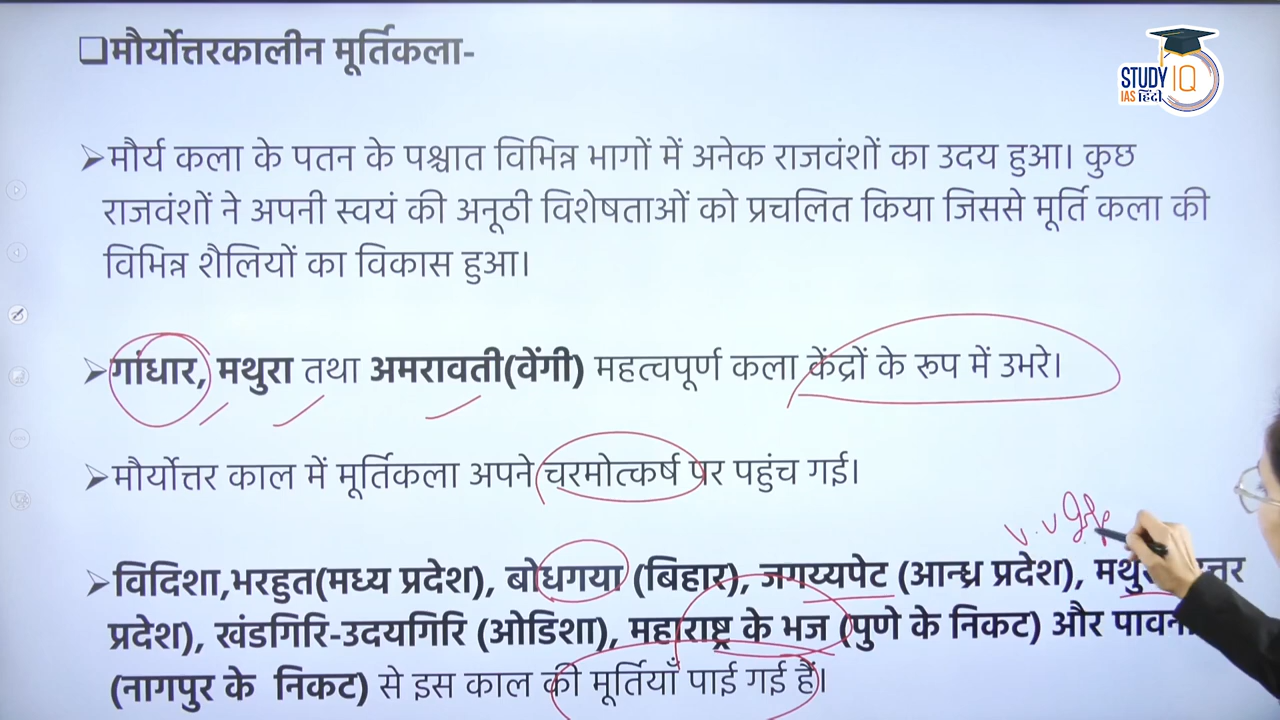 ❑मौर्योत्तरकालीन मूर्तिकला-
STUDY IQ
IAS हिंदी
➢मौर्य कला के पतन के पश्चात विभिन्न भागों में अनेक राजवंशों का उदय हुआ। कुछ
राजवंशों ने अपनी स्वयं की अनूठी विशेषताओं को प्रचलित किया जिससे मूर्ति कला की
विभिन्न शैलियों का विकास हुआ।
➢गांधार, मथुरा तथा अमरावती(वेंगी) महत्वपूर्ण कला केंद्रों के रूप में उभरे।
➢मौर्योत्तर काल में मूर्तिकला अपने चरमोत्कर्ष पर पहुंच गई।
v.v
➢विदिशा,भरहुत(मध्य प्रदेश), बोधगया (बिहार), जगय्यपेट (आन्ध्र प्रदेश),
प्रदेश), खंडगिरि-उदयगिरि (ओडिशा), महाराष्ट्र के भज (पुणे के निकट) और
(नागपुर के निकट) से इस काल की मूर्तियाँ पाई गई हैं।